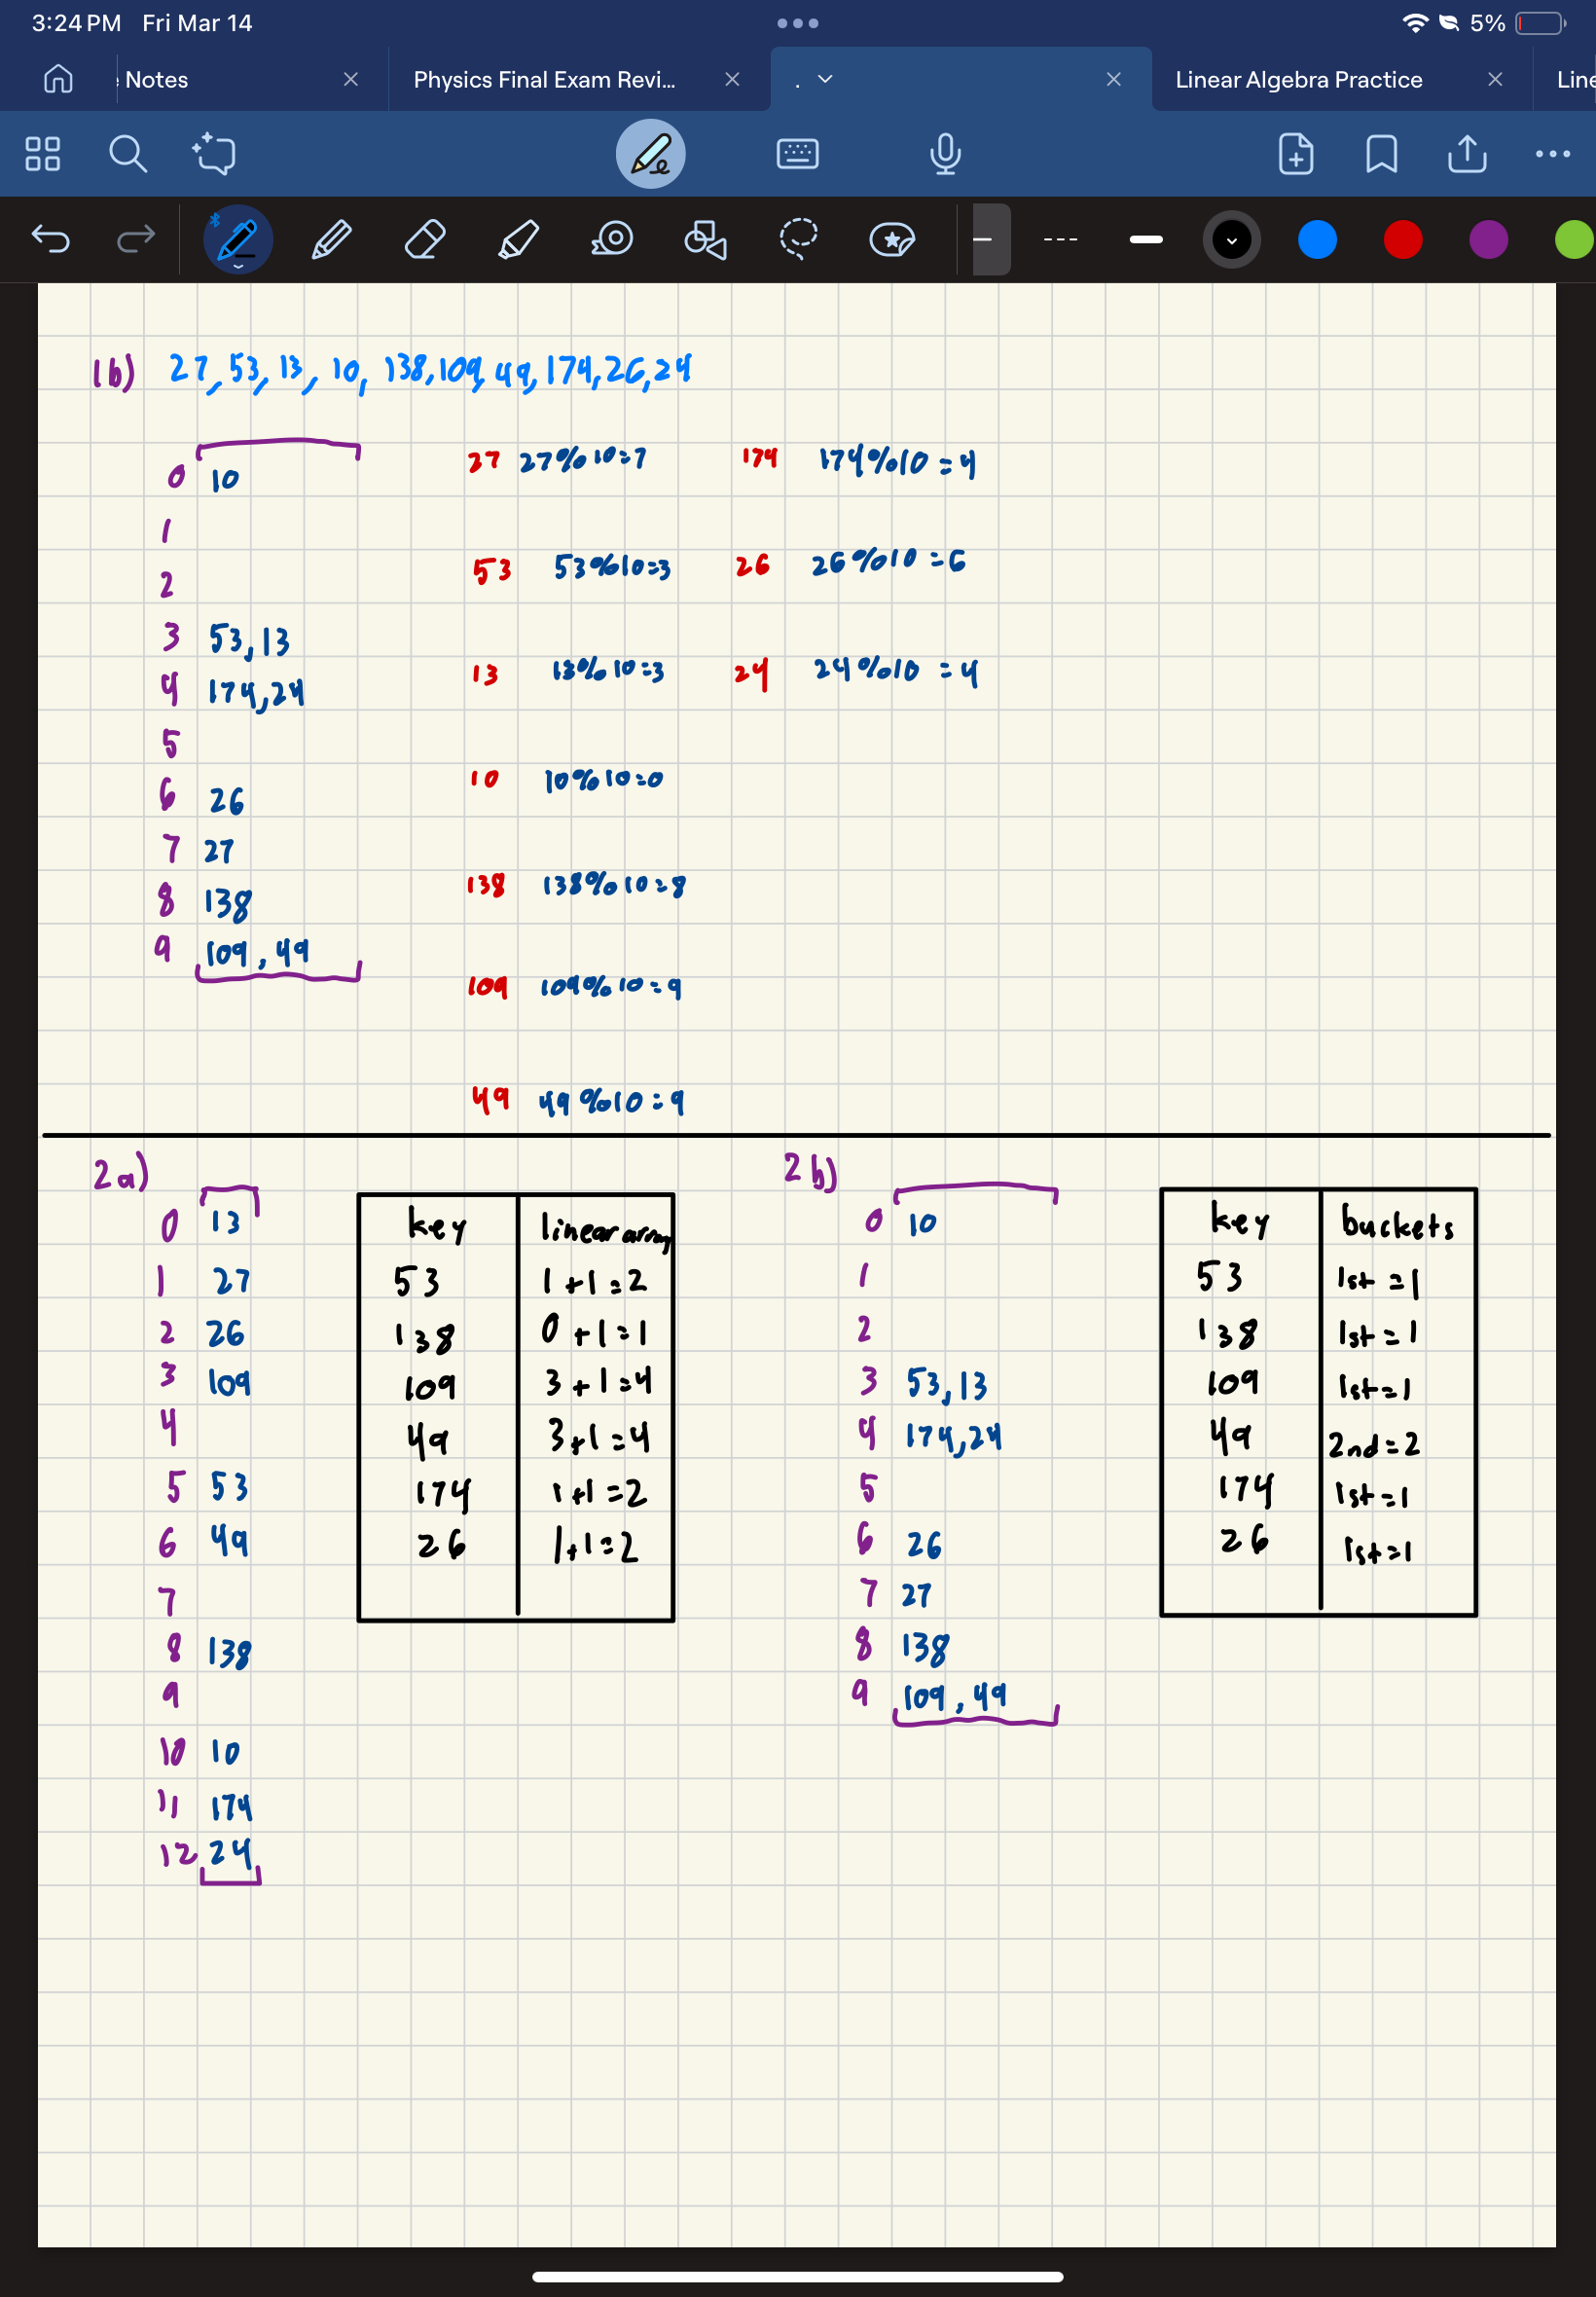 3:24 PM Fri Mar 14
5%
Notes
Physics Final Exam Revi...
.
Linear Algebra Practice
Line
1b) 27, 53, 13, 10, 138, 109, 49, 174, 26, 24
0 10
27 27%10=7
174 174%10=4
1
2
53 53%10=3
26 26%10=6
3 53, 13
13 13%10=3
24 24%10=4
4 174, 24
5
6 26
10 10%10=0
7 27
8 138
138 138%10=8
9 109, 49
109 109%10=9
49 49%10=9
2a)
0 13
1 27
2 26
3 109
4
5 53
6 49
7
8 138
9
10 10
11 174
12 24
key linear array
53 1+1=2
138 0+1=1
109 3+1=4
49 3+1=4
174 1+1=2
26 1+1=2
2b)
0 10
1
2
3 53, 13
4 174, 24
5
6 26
7 27
8 138
9 109, 49
key buckets
53 1st=1
138 1st=1
109 1st=1
49 2nd=2
174 1st=1
26 1st=1